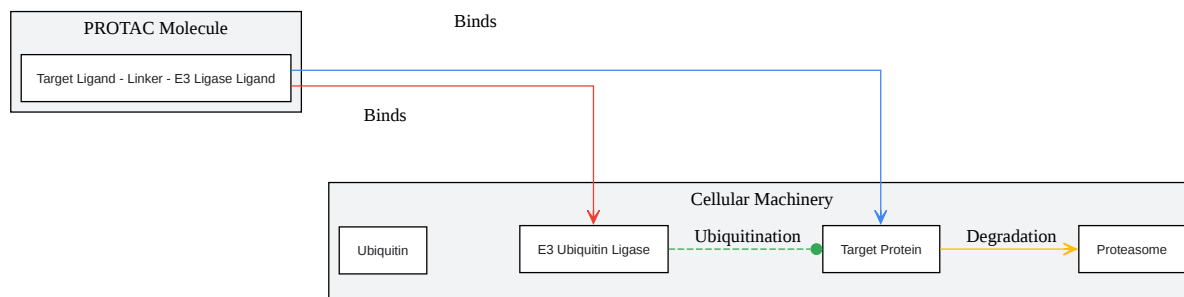 PROTAC Molecule
Target Ligand - Linker - E3 Ligase Ligand
Binds
Binds
Cellular Machinery
Ubiquitin
E3 Ubiquitin Ligase
Ubiquitination
Target Protein
Degradation
Proteasome